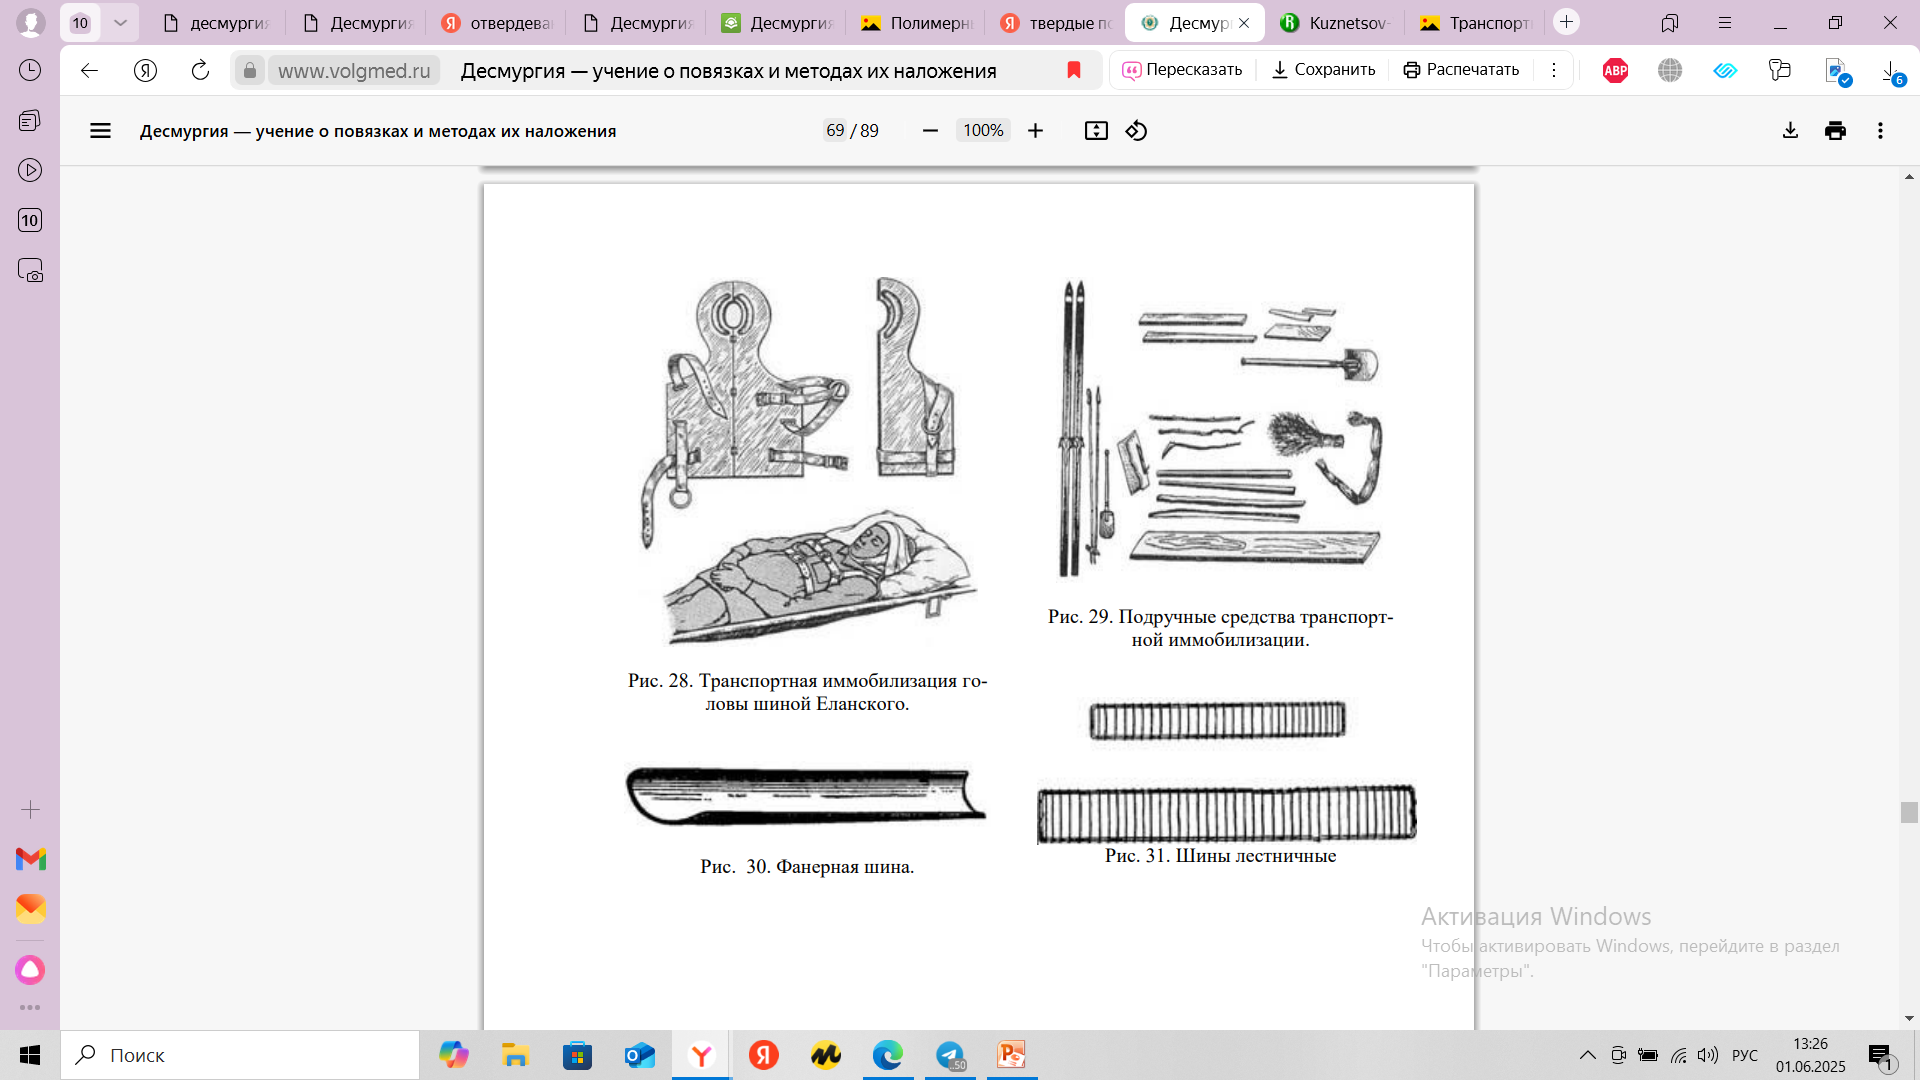 10
десмургия
Десмургия
отвердева
Десмургия
Десмургия
Полимерн
твердые по
Десмург
Kuznetsov-
Транспорт
www.volgmed.ru
Десмургия — учение о повязках и методах их наложения
Пересказать
Сохранить
Распечатать
ABP
6
10
Десмургия — учение о повязках и методах их наложения
69 / 89
100%
Рис. 28. Транспортная иммобилизация го-
ловы шиной Еланского.
Рис. 29. Подручные средства транспорт-
ной иммобилизации.
Рис. 30. Фанерная шина.
Рис. 31. Шины лестничные
Активация Windows
Чтобы активировать Windows, перейдите в раздел
"Параметры".
Поиск
РУС
13:26
01.06.2025
1